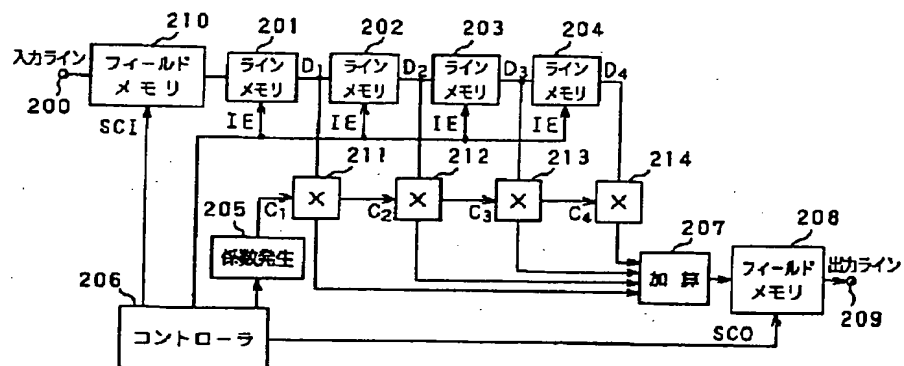 210
201
202
203
204
入力ライン
200
フィールド
メモリ
ライン
メモリ
D1
ライン
メモリ
D2
ライン
メモリ
D3
ライン
メモリ
D4
SCI
IE
IE
IE
IE
211
212
213
214
×
×
×
×
C1
C2
C3
C4
205
係数発生
206
コントローラ
207
加算
208
フィールド
メモリ
出力ライン
209
SCO